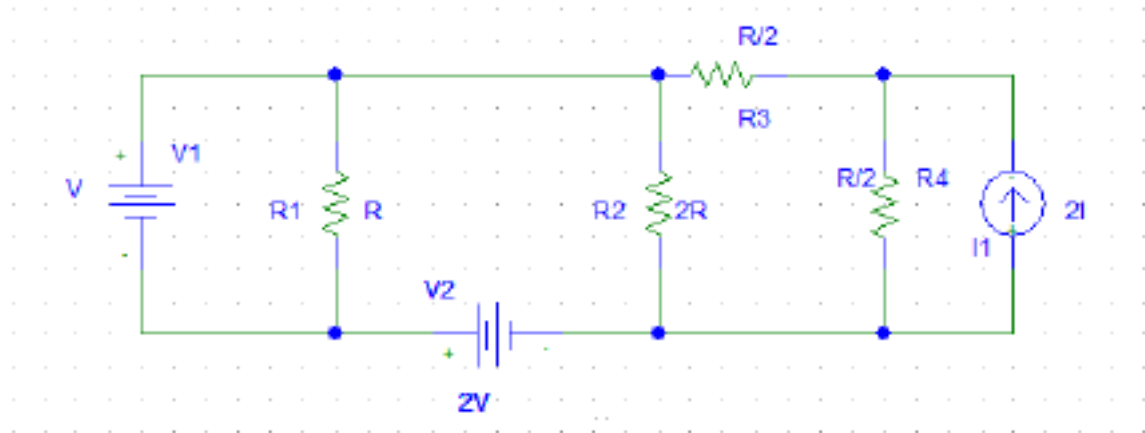 R/2
R3
+
V1
V
-
R1
R
R2
2R
R/2
R4
2I
I1
V2
+
-
2V